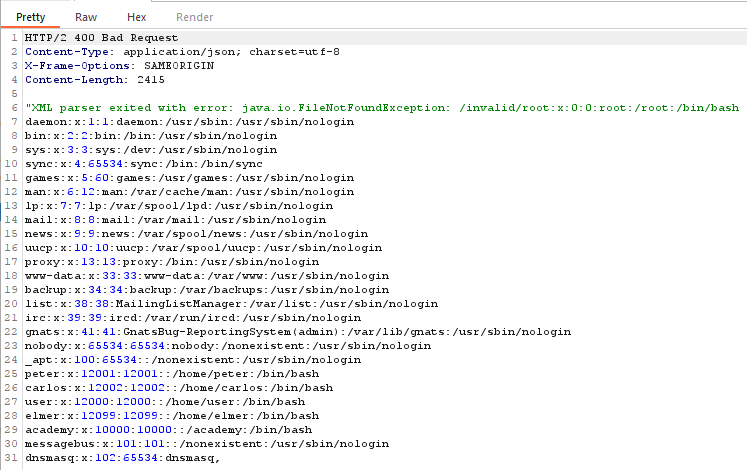 Pretty Raw Hex Render
1 HTTP/2 400 Bad Request
2 Content-Type: application/json; charset=utf-8
3 X-Frame-Options: SAMEORIGIN
4 Content-Length: 2415
5
6 "XML parser exited with error: java.io.FileNotFoundException: /invalid/root:x:0:0:root:/root:/bin/bash
7 daemon:x:1:1:daemon:/usr/sbin:/usr/sbin/nologin
8 bin:x:2:2:bin:/bin:/usr/sbin/nologin
9 sys:x:3:3:sys:/dev:/usr/sbin/nologin
10 sync:x:4:65534:sync:/bin:/bin/sync
11 games:x:5:60:games:/usr/games:/usr/sbin/nologin
12 man:x:6:12:man:/var/cache/man:/usr/sbin/nologin
13 lp:x:7:7:lp:/var/spool/lpd:/usr/sbin/nologin
14 mail:x:8:8:mail:/var/mail:/usr/sbin/nologin
15 news:x:9:9:news:/var/spool/news:/usr/sbin/nologin
16 uucp:x:10:10:uucp:/var/spool/uucp:/usr/sbin/nologin
17 proxy:x:13:13:proxy:/bin:/usr/sbin/nologin
18 www-data:x:33:33:www-data:/var/www:/usr/sbin/nologin
19 backup:x:34:34:backup:/var/backups:/usr/sbin/nologin
20 list:x:38:38:MailingListManager:/var/list:/usr/sbin/nologin
21 irc:x:39:39:ircd:/var/run/ircd:/usr/sbin/nologin
22 gnats:x:41:41:GnatsBug-ReportingSystem(admin):/var/lib/gnats:/usr/sbin/nologin
23 nobody:x:65534:65534:nobody:/nonexistent:/usr/sbin/nologin
24 _apt:x:100:65534::/nonexistent:/usr/sbin/nologin
25 peter:x:12001:12001::/home/peter:/bin/bash
26 carlos:x:12002:12002::/home/carlos:/bin/bash
27 user:x:12000:12000::/home/user:/bin/bash
28 elmer:x:12099:12099::/home/elmer:/bin/bash
29 academy:x:10000:10000::/academy:/bin/bash
30 messagebus:x:101:101::/nonexistent:/usr/sbin/nologin
31 dnsmasq:x:102:65534:dnsmasq,